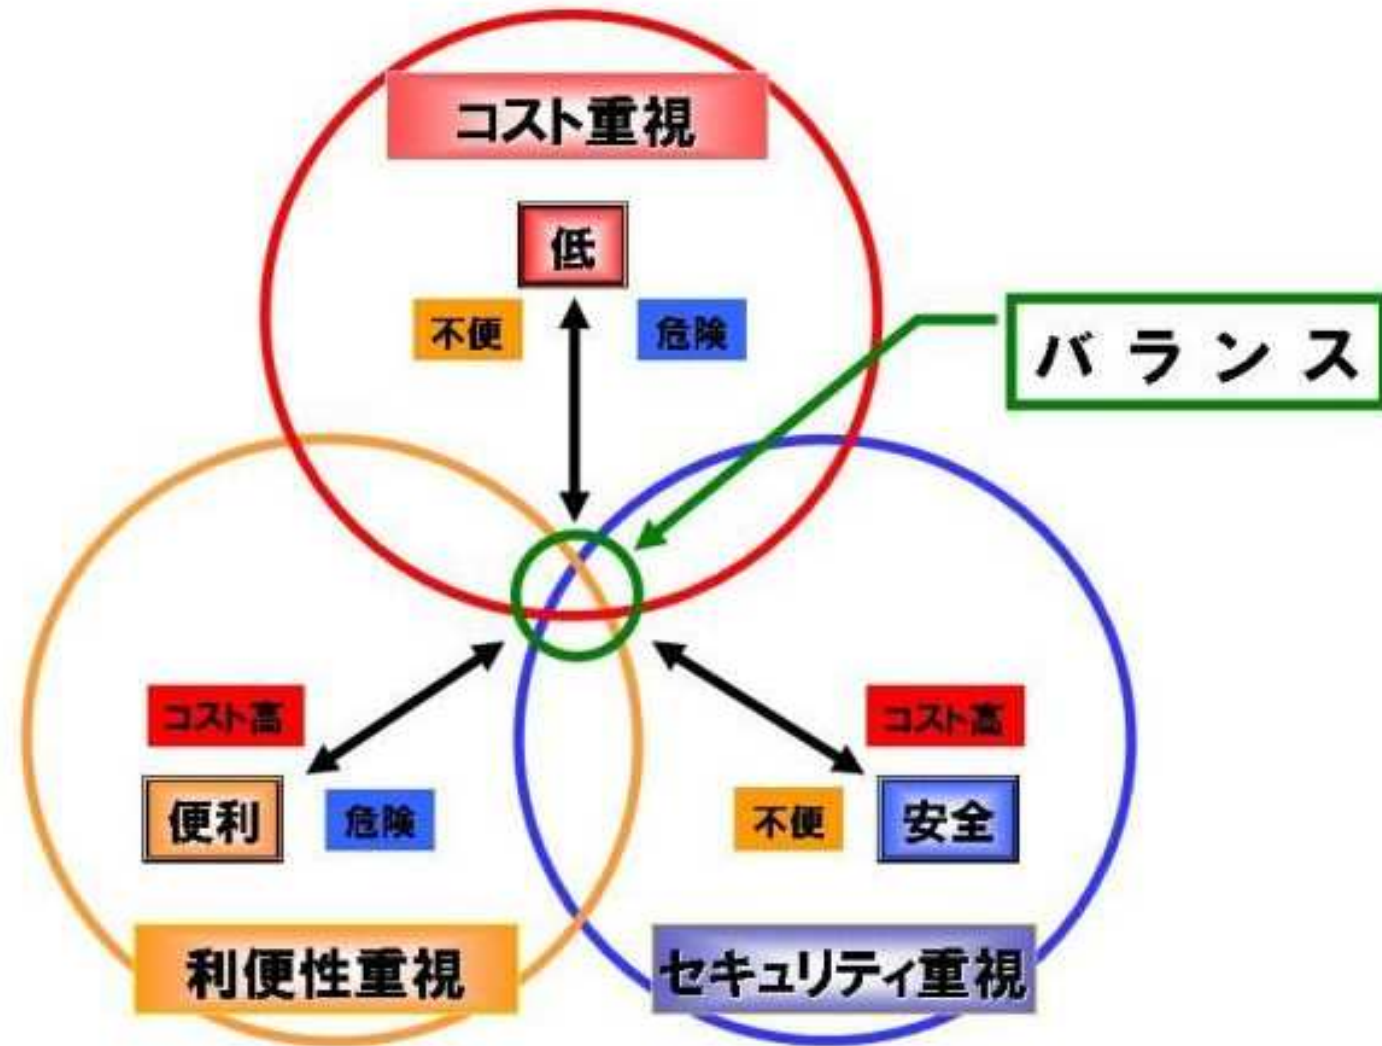 コスト重視
低
不便
危険
バランス
コスト高
便利
危険
コスト高
不便
安全
利便性重視
セキュリティ重視